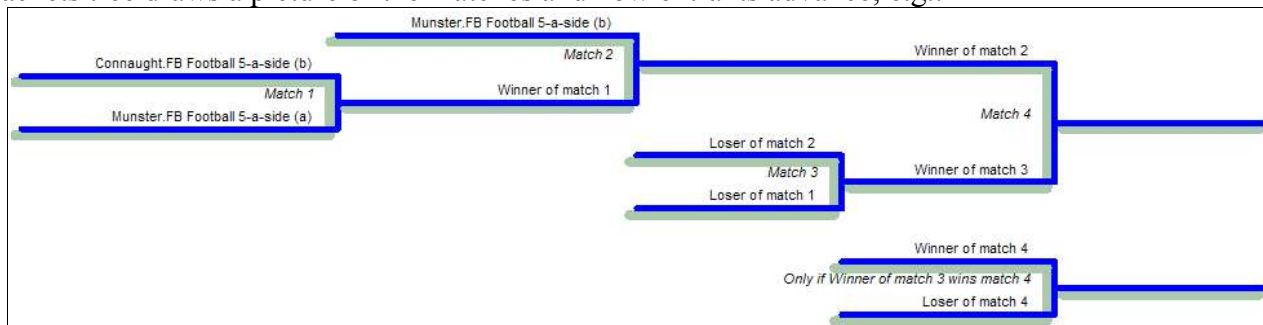 Munster.FB Football 5-a-side (b)
Match 2
Winner of match 2
Connaught.FB Football 5-a-side (b)
Match 1
Winner of match 1
Munster.FB Football 5-a-side (a)
Match 4
Loser of match 2
Match 3
Winner of match 3
Loser of match 1
Winner of match 4
Only if Winner of match 3 wins match 4
Loser of match 4